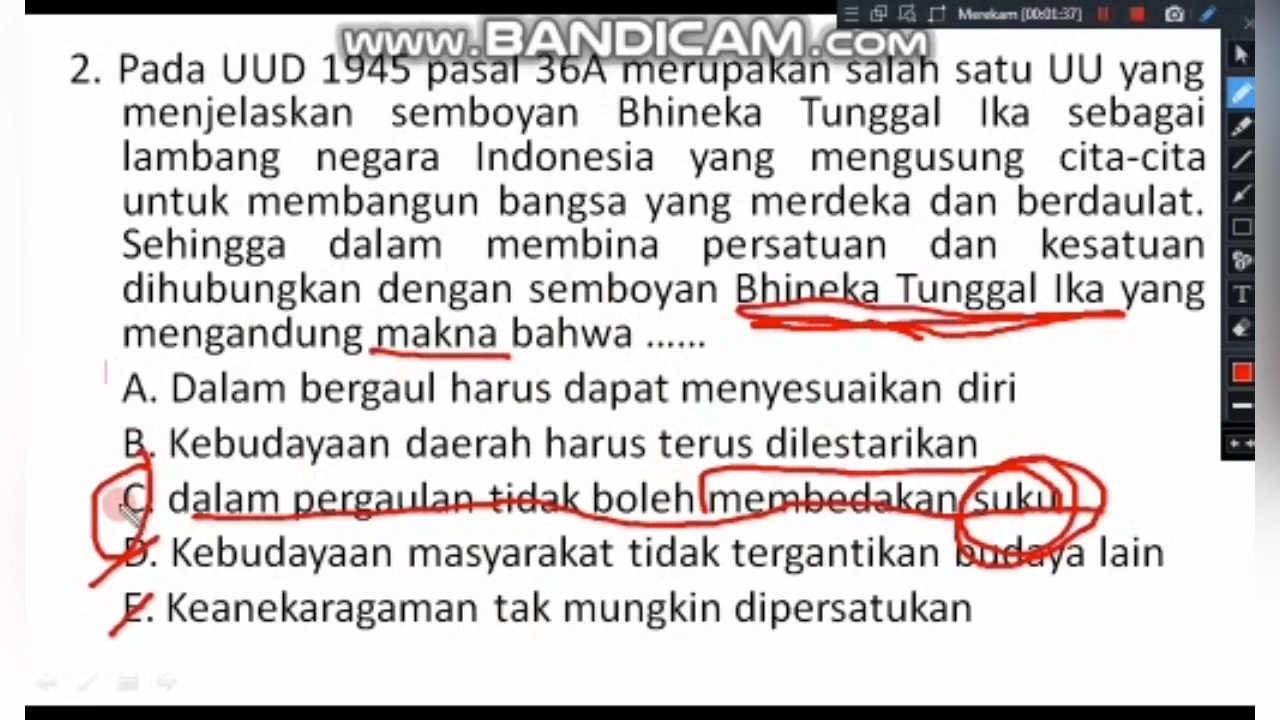 Merekam [00:01:37]
www.BANDICAM.com
2. Pada UUD 1945 pasal 36A merupakan salah satu UU yang
menjelaskan semboyan Bhineka Tunggal Ika sebagai
lambang negara Indonesia yang mengusung cita-cita
untuk membangun bangsa yang merdeka dan berdaulat.
Sehingga dalam membina persatuan dan kesatuan
dihubungkan dengan semboyan Bhineka Tunggal Ika yang
mengandung makna bahwa ......
A. Dalam bergaul harus dapat menyesuaikan diri
B. Kebudayaan daerah harus terus dilestarikan
C. dalam pergaulan tidak boleh membedakan suku
D. Kebudayaan masyarakat tidak tergantikan budaya lain
E. Keanekaragaman tak mungkin dipersatukan